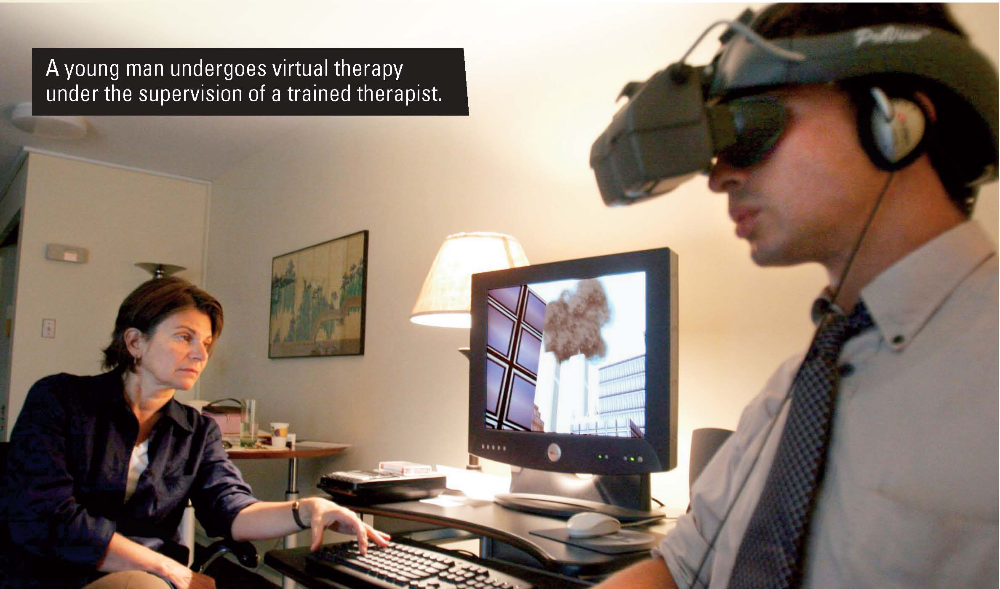 A young man undergoes virtual therapy
under the supervision of a trained therapist.